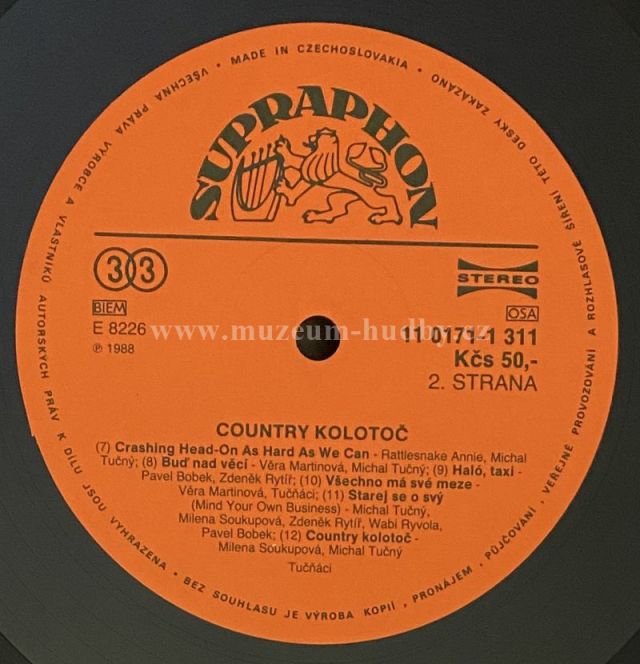 • MADE IN CZECHOSLOVAKIA • VŠECHNA PRÁVA VÝROBCE A VLASTNÍKŮ AUTORSKÝCH PRÁV K DÍLU JSOU VYHRAZENA • BEZ SOUHLASU JE VÝROBA KOPIÍ, PRONÁJEM, PŮJČOVÁNÍ, VEŘEJNÉ PROVOZOVÁNÍ A ROZHLASOVÉ ŠÍŘENÍ TÉTO DESKY ZAKÁZÁNO
SUPRAPHON
33
STEREO
BIEM
OSA
E 8226
www.muzeum-hudby.cz
11 0171-1 311
℗ 1988
Kčs 50,-
2. STRANA
COUNTRY KOLOTOČ
(7) Crashing Head-On As Hard As We Can - Rattlesnake Annie, Michal
Tučný; (8) Buď nad věcí - Věra Martinová, Michal Tučný; (9) Haló, taxi -
Pavel Bobek, Zdeněk Rytíř; (10) Všechno má své meze -
Věra Martinová, Tučňáci; (11) Starej se o svý
(Mind Your Own Business) - Michal Tučný,
Milena Soukupová, Zdeněk Rytíř, Wabi Ryvola,
Pavel Bobek; (12) Country kolotoč -
Milena Soukupová, Michal Tučný
Tučňáci